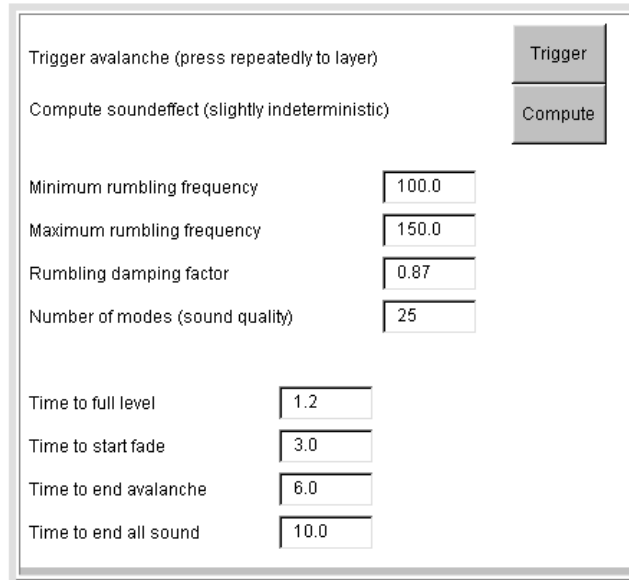 Trigger avalanche (press repeatedly to layer) Trigger
Compute soundeffect (slightly indeterministic) Compute
Minimum rumbling frequency 100.0
Maximum rumbling frequency 150.0
Rumbling damping factor 0.87
Number of modes (sound quality) 25
Time to full level 1.2
Time to start fade 3.0
Time to end avalanche 6.0
Time to end all sound 10.0